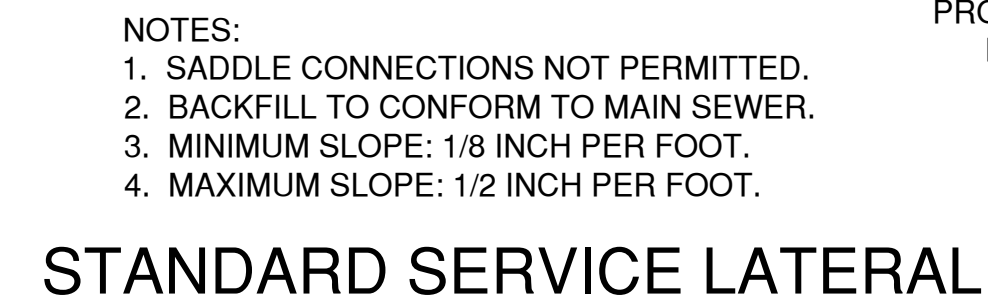 NOTES:
1. SADDLE CONNECTIONS NOT PERMITTED.
2. BACKFILL TO CONFORM TO MAIN SEWER.
3. MINIMUM SLOPE: 1/8 INCH PER FOOT.
4. MAXIMUM SLOPE: 1/2 INCH PER FOOT.
STANDARD SERVICE LATERAL